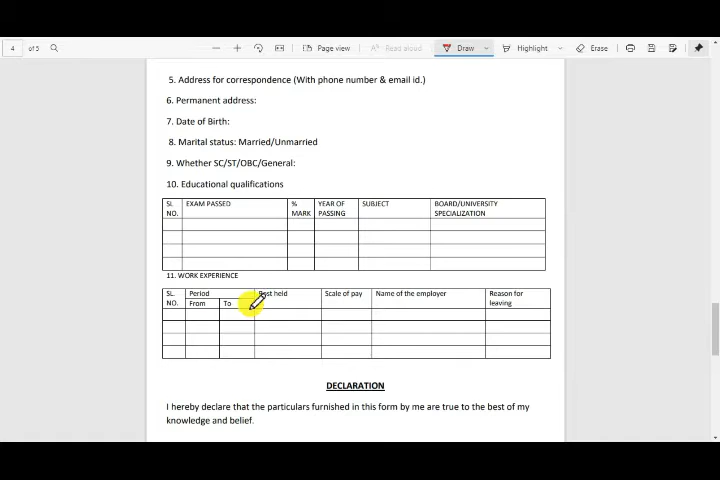 4 of 5 Page view Read aloud Draw Highlight Erase
5. Address for correspondence (With phone number & email id.)
6. Permanent address:
7. Date of Birth:
8. Marital status: Married/Unmarried
9. Whether SC/ST/OBC/General:
10. Educational qualifications
SL NO. EXAM PASSED % MARK YEAR OF PASSING SUBJECT BOARD/UNIVERSITY SPECIALIZATION
11. WORK EXPERIENCE
SL. NO. Period Post held Scale of pay Name of the employer Reason for leaving
From To
DECLARATION
I hereby declare that the particulars furnished in this form by me are true to the best of my
knowledge and belief.